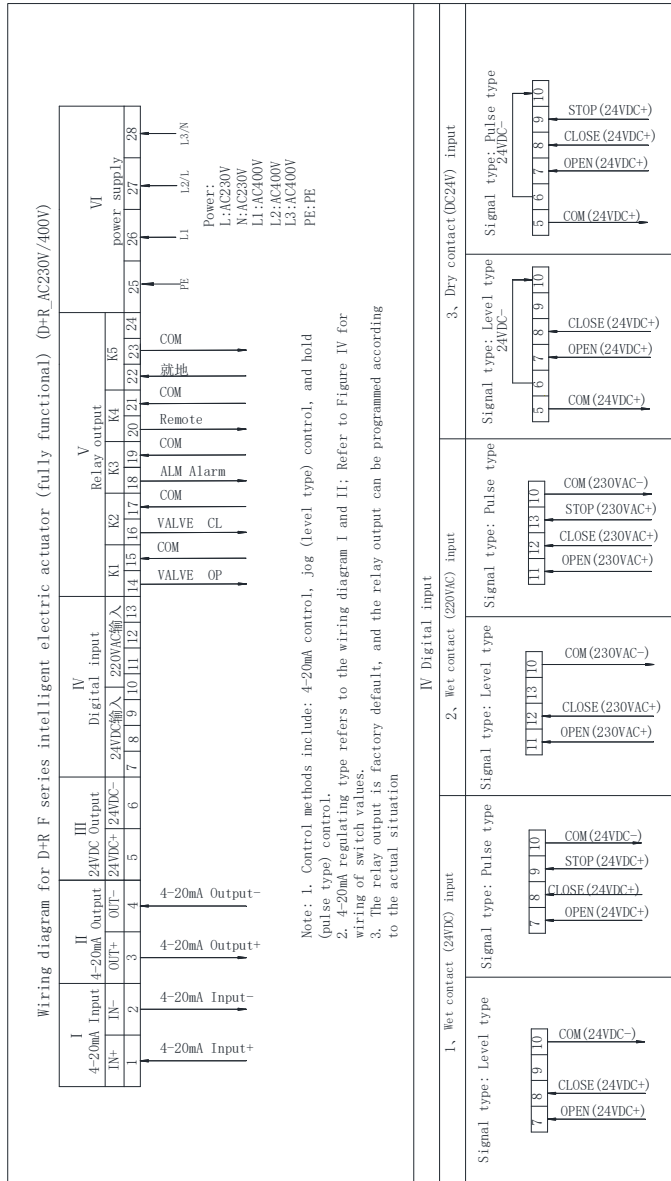 Wiring diagram for D+R F series intelligent electric actuator (fully functional) (D+R_AC230V/400V)
I
4-20mA Input
IN+
IN-
1
2
4-20mA Input+
4-20mA Input-
II
4-20mA Output
OUT+
OUT-
3
4
4-20mA Output+
4-20mA Output-
III
24VDC Output
24VDC+
24VDC-
5
6
IV
Digital input
24VDC输入
220VAC输入
7
8
9
10
11
12
13
V
Relay output
K1
K2
K3
K4
K5
14
15
16
17
18
19
20
21
22
23
24
VALVE OP
COM
VALVE CL
COM
ALM Alarm
COM
Remote
COM
就地
COM
VI
power supply
25
26
27
28
PE
L1
L2/L
L3/N
Power:
L:AC230V
N:AC230V
L1:AC400V
L2:AC400V
L3:AC400V
PE:PE
Note: 1. Control methods include: 4-20mA control, jog (level type) control, and hold
(pulse type) control.
2. 4-20mA regulating type refers to the wiring diagram I and II; Refer to Figure IV for
wiring of switch values.
3. The relay output is factory default, and the relay output can be programmed according
to the actual situation
IV Digital input
1、Wet contact (24VDC) input
Signal type: Level type
7
8
9
10
OPEN(24VDC+)
CLOSE(24VDC+)
COM(24VDC-)
Signal type: Pulse type
7
8
9
10
OPEN(24VDC+)
CLOSE(24VDC+)
STOP(24VDC+)
COM(24VDC-)
2、Wet contact (220VAC) input
Signal type: Level type
11
12
13
10
OPEN(230VAC+)
CLOSE(230VAC+)
COM(230VAC-)
Signal type: Pulse type
11
12
13
10
OPEN(230VAC+)
CLOSE(230VAC+)
STOP(230VAC+)
COM(230VAC-)
3、Dry contact(DC24V) input
Signal type: Level type
24VDC-
5
6
7
8
9
10
COM(24VDC+)
OPEN(24VDC+)
CLOSE(24VDC+)
Signal type: Pulse type
24VDC-
5
6
7
8
9
10
COM(24VDC+)
OPEN(24VDC+)
CLOSE(24VDC+)
STOP(24VDC+)